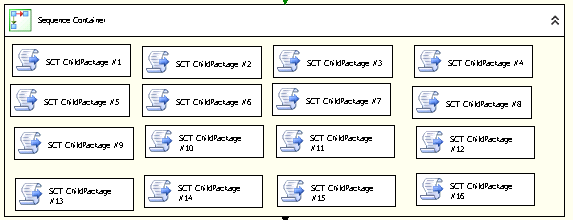 Sequence Container
SCT ChildPackage #1
SCT ChildPackage #2
SCT ChildPackage #3
SCT ChildPackage #4
SCT ChildPackage #5
SCT ChildPackage #6
SCT ChildPackage #7
SCT ChildPackage #8
SCT ChildPackage #9
SCT ChildPackage
#10
SCT ChildPackage
#11
SCT ChildPackage
#12
SCT ChildPackage
#13
SCT ChildPackage
#14
SCT ChildPackage
#15
SCT ChildPackage
#16